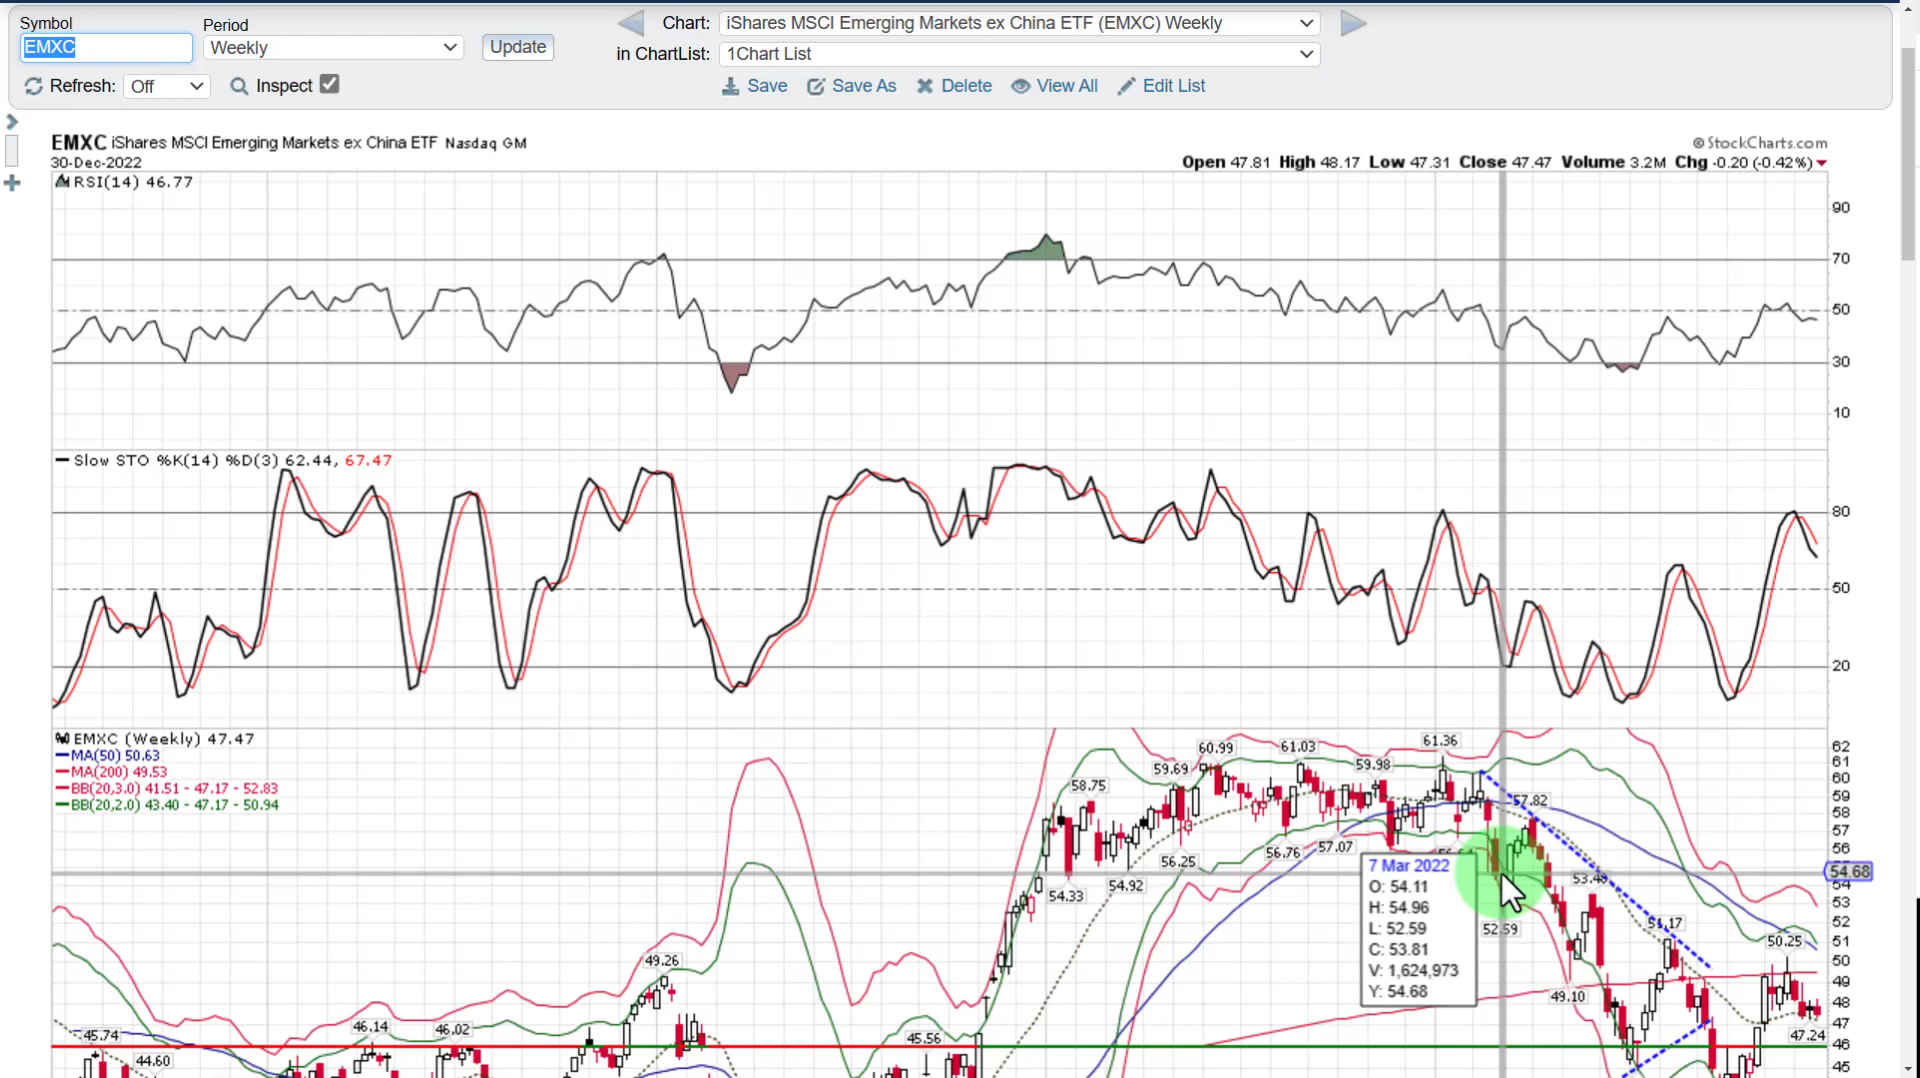 Symbol
Period
EMXC
Weekly
Update
Chart:
iShares MSCI Emerging Markets ex China ETF (EMXC) Weekly
in ChartList:
1Chart List
Refresh:
Off
Inspect
Save
Save As
Delete
View All
Edit List
EMXC iShares MSCI Emerging Markets ex China ETF Nasdaq GM
© StockCharts.com
30-Dec-2022
Open 47.81 High 48.17 Low 47.31 Close 47.47 Volume 3.2M Chg -0.20 (-0.42%)
RSI(14) 46.77
90
70
50
30
10
Slow STO %K(14) %D(3) 62.44, 67.47
80
50
20
EMXC (Weekly) 47.47
MA(50) 50.63
MA(200) 49.53
BB(20,3.0) 41.51 - 47.17 - 52.83
BB(20,2.0) 43.40 - 47.17 - 50.94
60.99
61.03
61.36
59.69
59.98
58.75
57.82
56.25
56.76
57.07
54.33
54.92
53.48
52.59
51.17
50.25
49.26
49.10
47.24
45.74
44.60
46.14
46.02
45.56
7 Mar 2022
O: 54.11
H: 54.96
L: 52.59
C: 53.81
V: 1,624,973
Y: 54.68
62
61
60
59
58
57
56
54.68
54
53
52
51
50
49
48
47
46
45